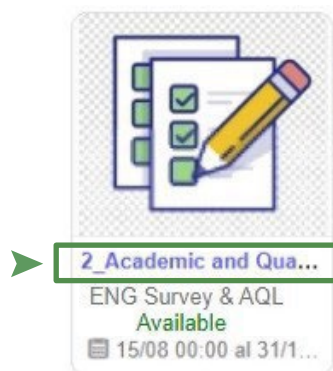 2_Academic and Qua...
ENG Survey & AQL
Available
15/08 00:00 al 31/1...